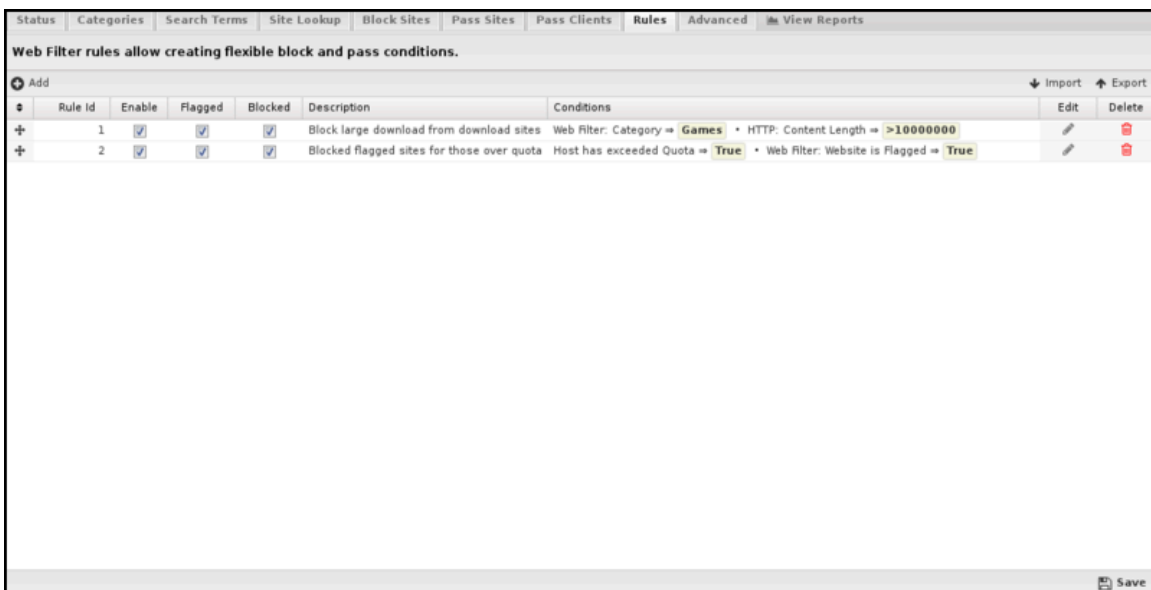 Status Categories Search Terms Site Lookup Block Sites Pass Sites Pass Clients Rules Advanced View Reports
Web Filter rules allow creating flexible block and pass conditions.
Add Import Export
Rule Id Enable Flagged Blocked Description Conditions Edit Delete
1 Block large download from download sites Web Filter: Category ⇒ Games • HTTP: Content Length ⇒ >10000000
2 Blocked flagged sites for those over quota Host has exceeded Quota ⇒ True • Web Filter: Website is Flagged ⇒ True
Save